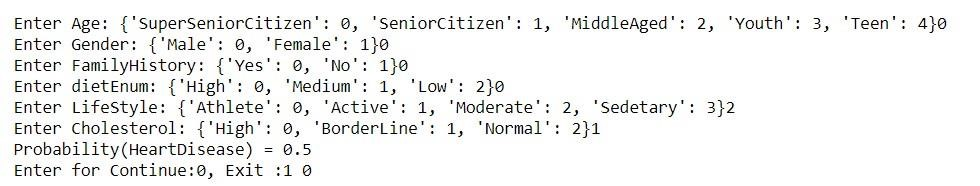 Enter Age: {'SuperSeniorCitizen': 0, 'SeniorCitizen': 1, 'MiddleAged': 2, 'Youth': 3, 'Teen': 4}0
Enter Gender: {'Male': 0, 'Female': 1}0
Enter FamilyHistory: {'Yes': 0, 'No': 1}0
Enter dietEnum: {'High': 0, 'Medium': 1, 'Low': 2}0
Enter LifeStyle: {'Athlete': 0, 'Active': 1, 'Moderate': 2, 'Sedetary': 3}2
Enter Cholesterol: {'High': 0, 'BorderLine': 1, 'Normal': 2}1
Probability(HeartDisease) = 0.5
Enter for Continue:0, Exit :1 0